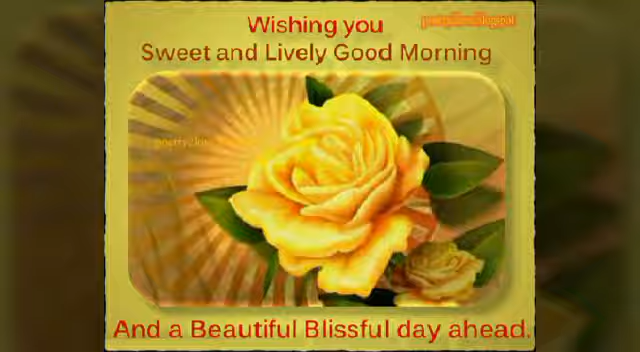 Wishing you
Sweet and Lively Good Morning
And a Beautiful Blissful day ahead.